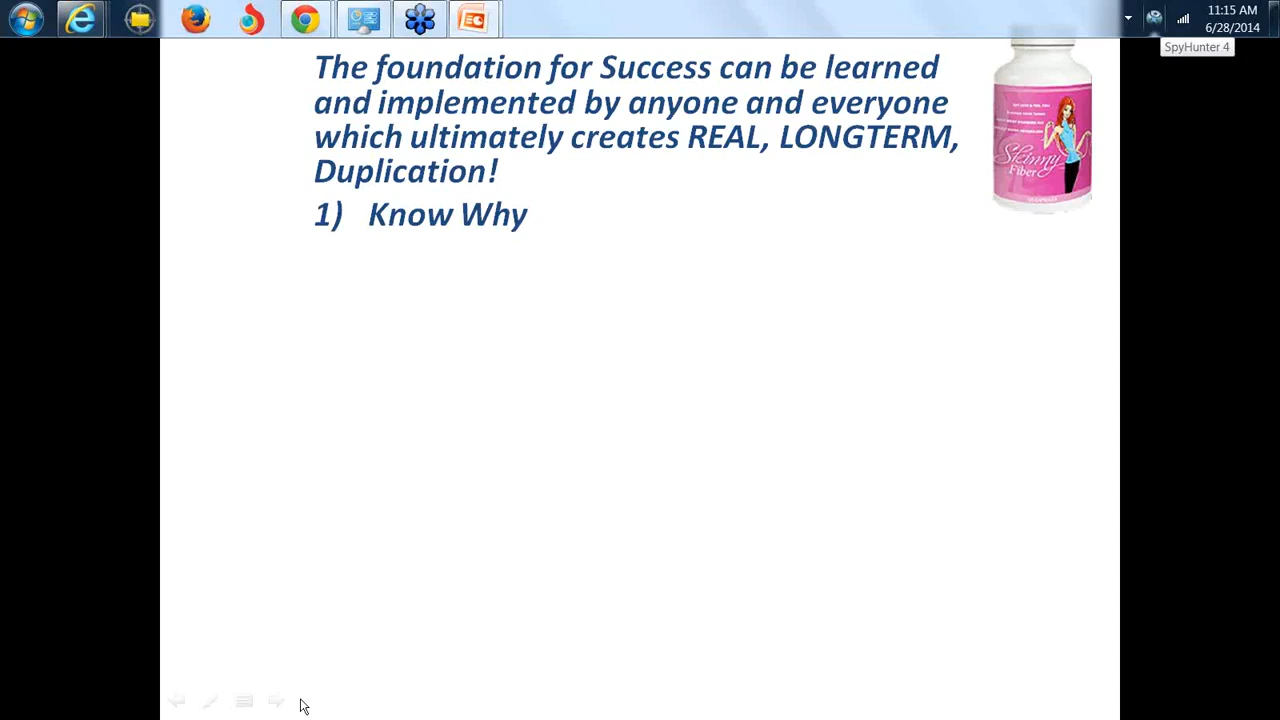 11:15 AM
6/28/2014
SpyHunter 4
The foundation for Success can be learned
and implemented by anyone and everyone
which ultimately creates REAL, LONGTERM,
Duplication!
1) Know Why
Skinny
Fiber